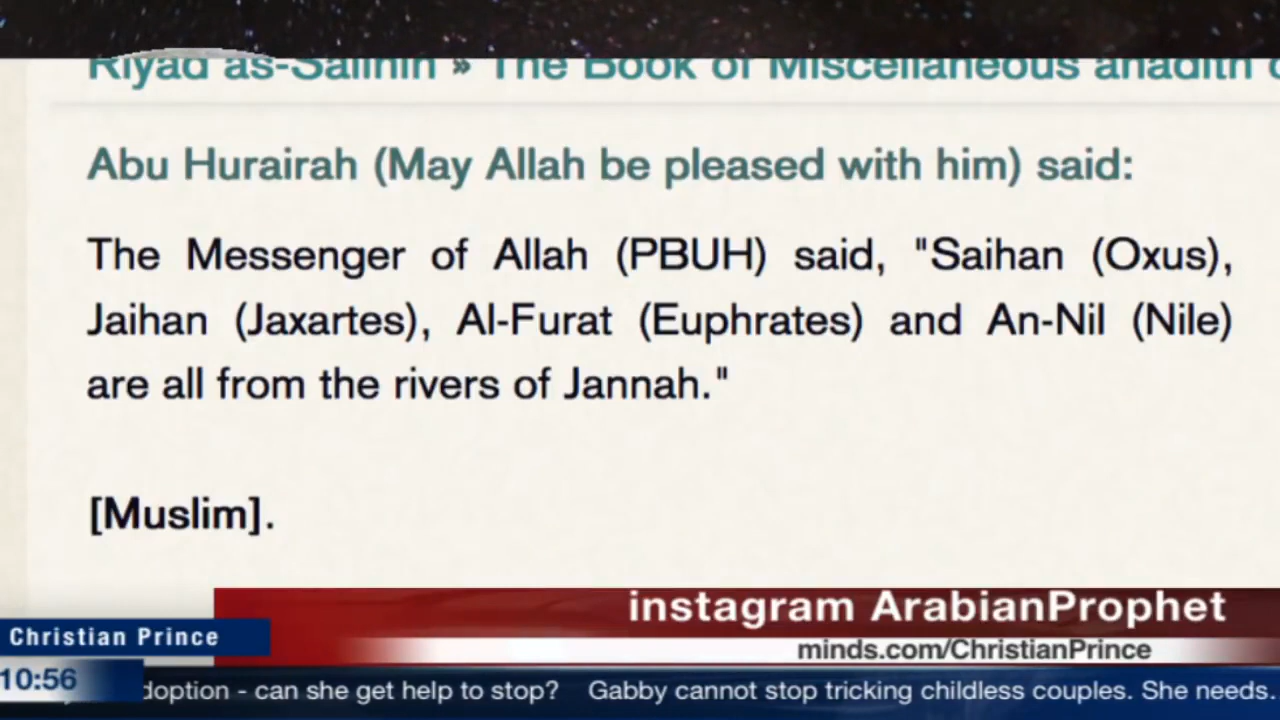 Riyad as-Salihin » The Book of Miscellaneous ahadith
Abu Hurairah (May Allah be pleased with him) said:
The Messenger of Allah (PBUH) said, "Saihan (Oxus),
Jaihan (Jaxartes), Al-Furat (Euphrates) and An-Nil (Nile)
are all from the rivers of Jannah."
[Muslim].
instagram ArabianProphet
Christian Prince
minds.com/ChristianPrince
10:56
doption - can she get help to stop? Gabby cannot stop tricking childless couples. She needs.